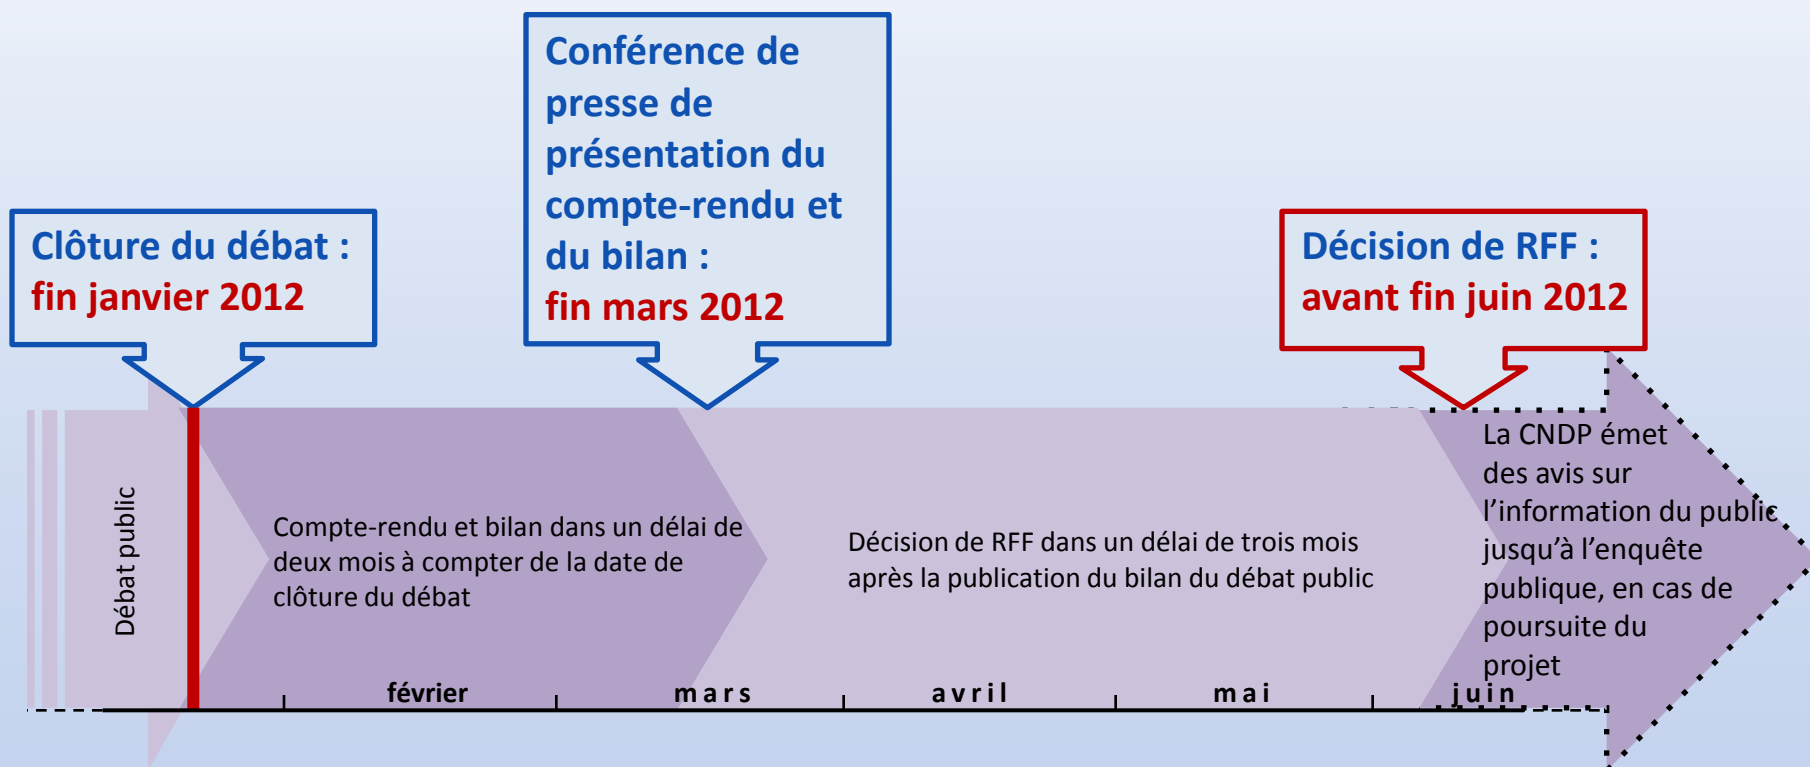 Clôture du débat :
fin janvier 2012
Conférence de
presse de
présentation du
compte-rendu et
du bilan :
fin mars 2012
Décision de RFF :
avant fin juin 2012
Débat public
Compte-rendu et bilan dans un délai de
deux mois à compter de la date de
clôture du débat
Décision de RFF dans un délai de trois mois
après la publication du bilan du débat public
La CNDP émet
des avis sur
l’information du public
jusqu’à l’enquête
publique, en cas de
poursuite du
projet
février
mars
avril
mai
juin